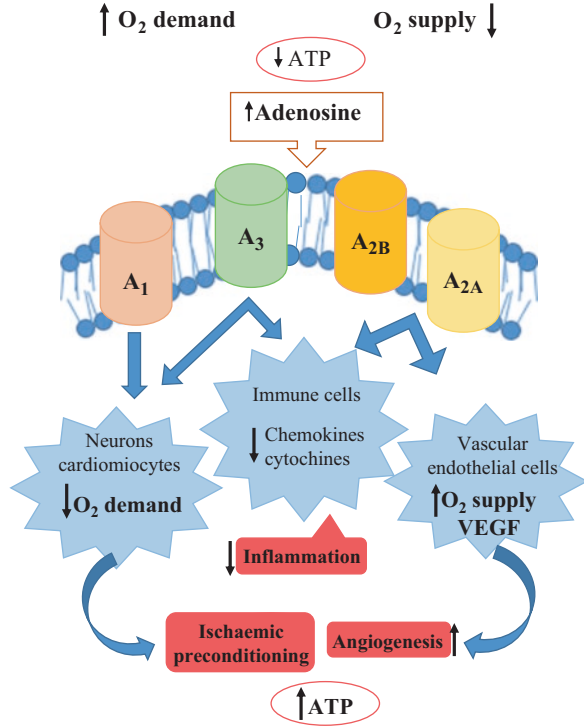 ↑ O₂ demand
O₂ supply ↓
↓ ATP
↑Adenosine
A₁
A₃
A₂B
A₂A
Immune cells
↓ Chemokines
cytochines
Neurons
cardiomiocytes
↓O₂ demand
Vascular
endothelial cells
↑O₂ supply
VEGF
↓ Inflammation
Ischaemic
preconditioning
Angiogenesis ↑
↑ATP